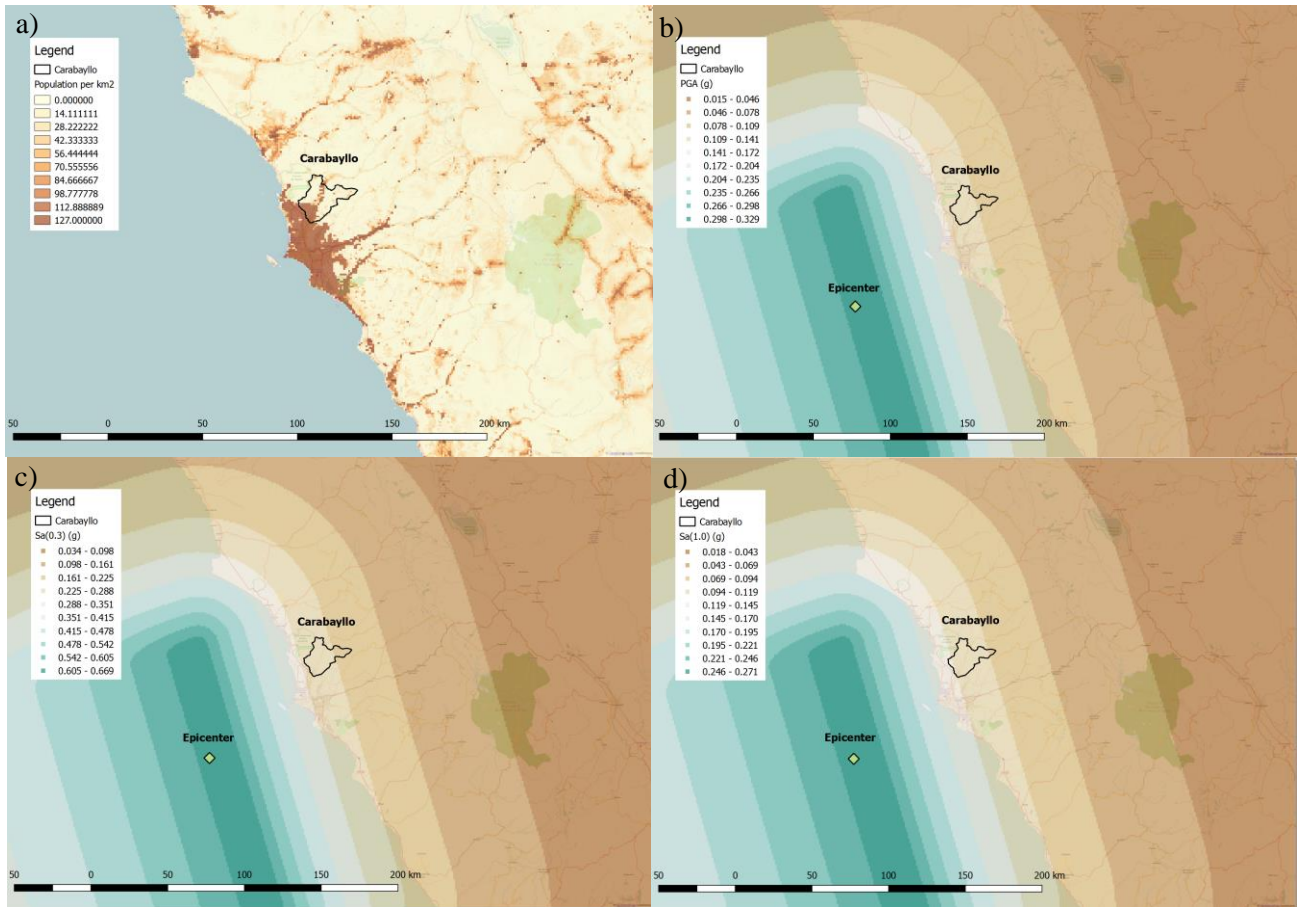 a)
Legend
Carabayllo
Population per km2
0.000000
14.111111
28.222222
42.333333
56.444444
70.555556
84.666667
98.777778
112.888889
127.000000
Carabayllo
50 0 50 100 150 200 km
b)
Legend
Carabayllo
PGA (g)
0.015 - 0.046
0.046 - 0.078
0.078 - 0.109
0.109 - 0.141
0.141 - 0.172
0.172 - 0.204
0.204 - 0.235
0.235 - 0.266
0.266 - 0.298
0.298 - 0.329
Carabayllo
Epicenter
50 0 50 100 150 200 km
c)
Legend
Carabayllo
Sa(0.3) (g)
0.034 - 0.098
0.098 - 0.161
0.161 - 0.225
0.225 - 0.288
0.288 - 0.351
0.351 - 0.415
0.415 - 0.478
0.478 - 0.542
0.542 - 0.605
0.605 - 0.669
Carabayllo
Epicenter
50 0 50 100 150 200 km
d)
Legend
Carabayllo
Sa(1.0) (g)
0.018 - 0.043
0.043 - 0.069
0.069 - 0.094
0.094 - 0.119
0.119 - 0.145
0.145 - 0.170
0.170 - 0.195
0.195 - 0.221
0.221 - 0.246
0.246 - 0.271
Carabayllo
Epicenter
50 0 50 100 150 200 km